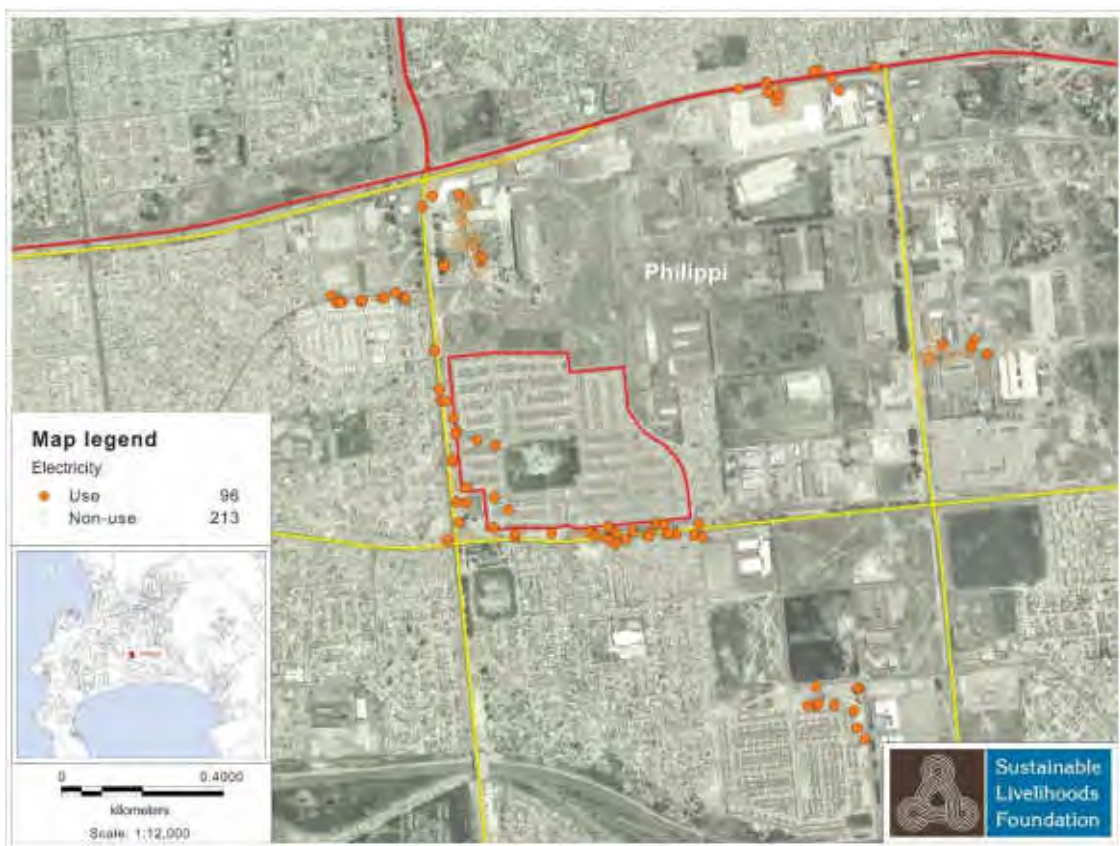 Philippi
Map legend
Electricity
Use 96
Non-use 213
0 0.4000
kilometers
Scale: 1:12,000
Sustainable
Livelihoods
Foundation